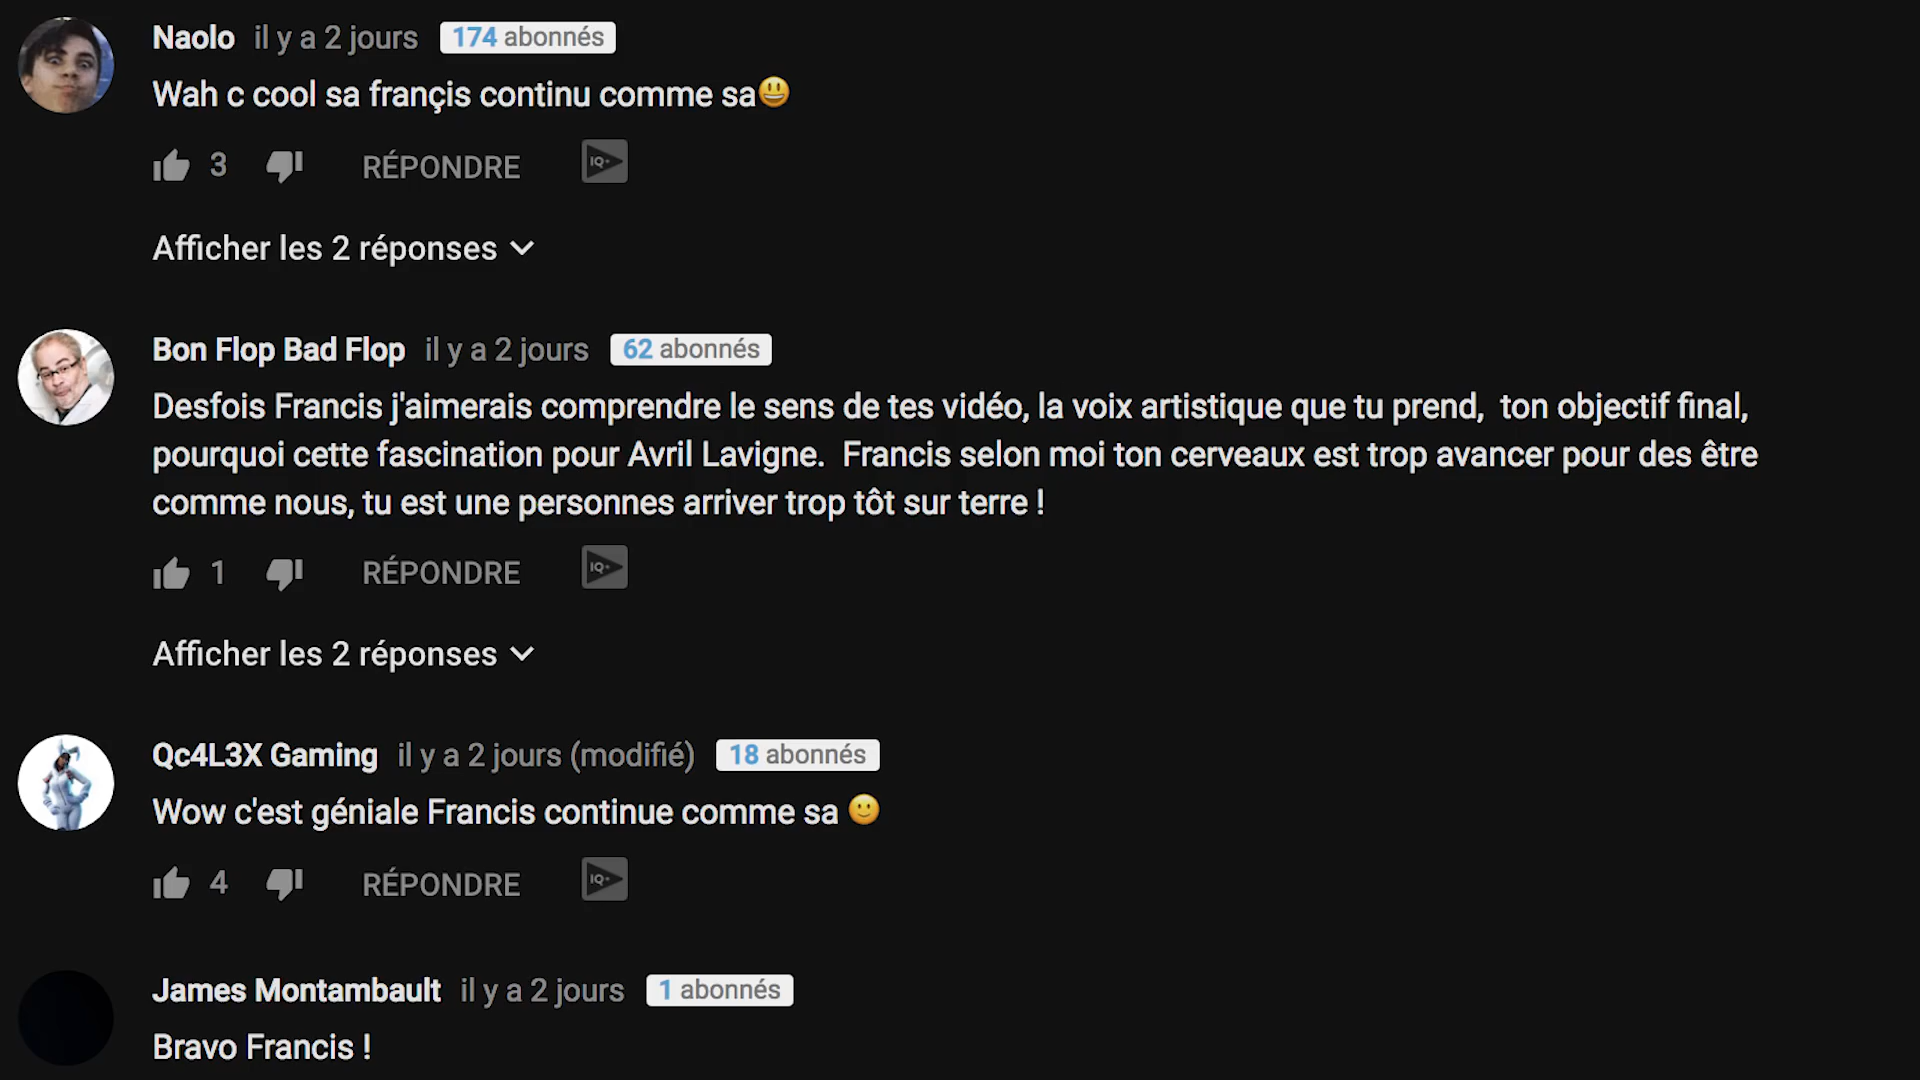 Naolo il y a 2 jours 174 abonnés
Wah c cool sa françis continu comme sa😃
3 RÉPONDRE IQ
Afficher les 2 réponses
Bon Flop Bad Flop il y a 2 jours 62 abonnés
Desfois Francis j'aimerais comprendre le sens de tes vidéo, la voix artistique que tu prend,  ton objectif final,
pourquoi cette fascination pour Avril Lavigne.  Francis selon moi ton cerveaux est trop avancer pour des être
comme nous, tu est une personnes arriver trop tôt sur terre !
1 RÉPONDRE IQ
Afficher les 2 réponses
Qc4L3X Gaming il y a 2 jours (modifié) 18 abonnés
Wow c'est géniale Francis continue comme sa 🙂
4 RÉPONDRE IQ
James Montambault il y a 2 jours 1 abonnés
Bravo Francis !